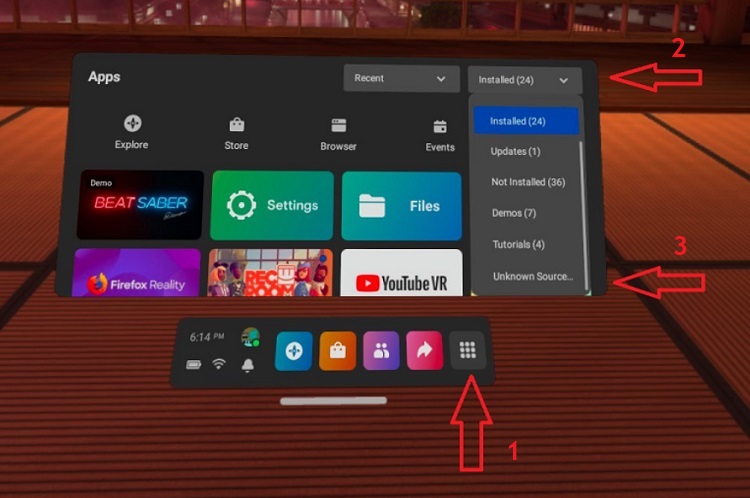 2
Apps
Recent
Installed (24)
Installed (24)
Explore
Store
Browser
Events
Updates (1)
Demo
BEAT SABER
Settings
Files
Not Installed (36)
Demos (7)
Tutorials (4)
3
Firefox Reality
REC
ROOM
YouTube VR
Unknown Source...
6:14 PM
1